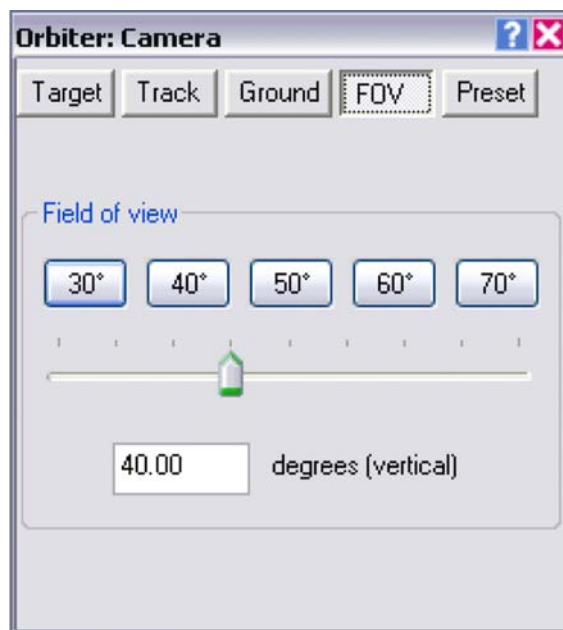 Orbiter: Camera ?
Target Track Ground FOV Preset
Field of view
30° 40° 50° 60° 70°
40.00 degrees (vertical)